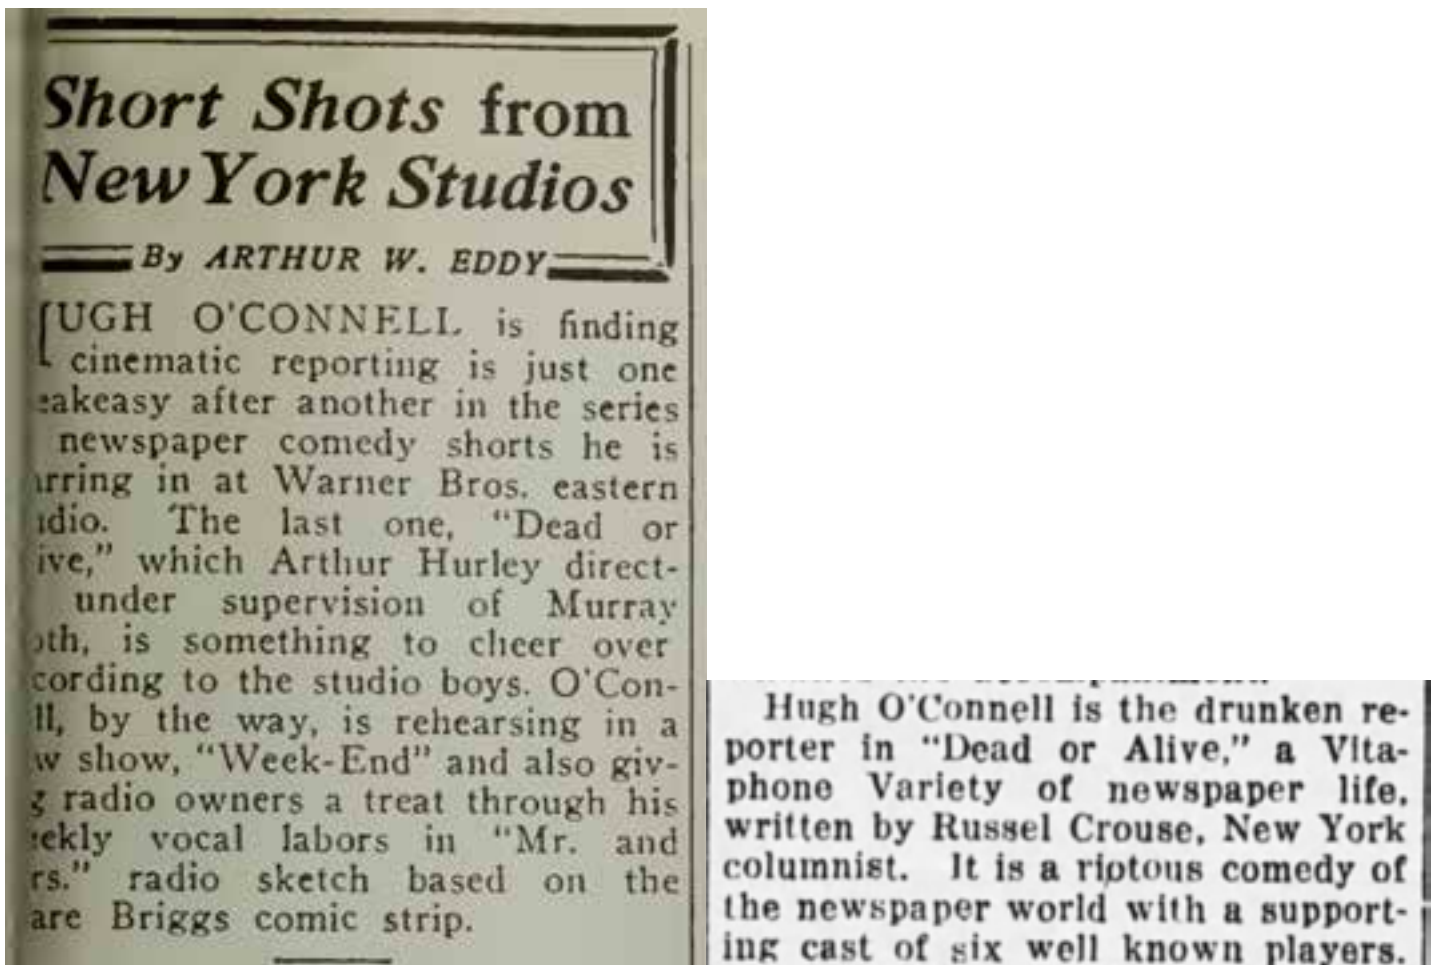 Short Shots from
New York Studios
By ARTHUR W. EDDY
UGH O'CONNELL is finding
cinematic reporting is just one
eakeasy after another in the series
newspaper comedy shorts he is
arring in at Warner Bros. eastern
udio. The last one, "Dead or
ive," which Arthur Hurley direct-
under supervision of Murray
oth, is something to cheer over
cording to the studio boys. O'Con-
ll, by the way, is rehearsing in a
w show, "Week-End" and also giv-
g radio owners a treat through his
eekly vocal labors in "Mr. and
rs." radio sketch based on the
are Briggs comic strip.
Hugh O'Connell is the drunken re-
porter in "Dead or Alive," a Vita-
phone Variety of newspaper life,
written by Russel Crouse, New York
columnist. It is a riptous comedy of
the newspaper world with a support-
ing cast of six well known players.